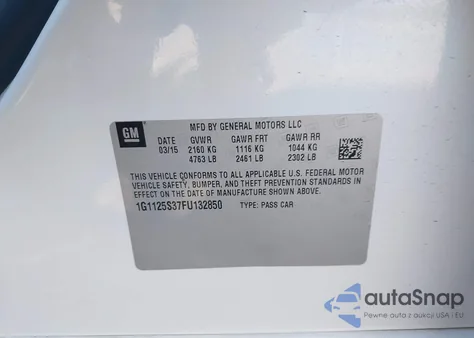 GM
MFD BY GENERAL MOTORS LLC
DATE GVWR GAWR FRT GAWR RR
03/15 2160 KG 1116 KG 1044 KG
4763 LB 2461 LB 2302 LB
THIS VEHICLE CONFORMS TO ALL APPLICABLE U.S. FEDERAL MOTOR
VEHICLE SAFETY, BUMPER, AND THEFT PREVENTION STANDARDS IN
EFFECT ON THE DATE OF MANUFACTURE SHOWN ABOVE.
1G1125S37FU132850 TYPE: PASS CAR
autoSnap
Pewne auta z aukcji USA i EU